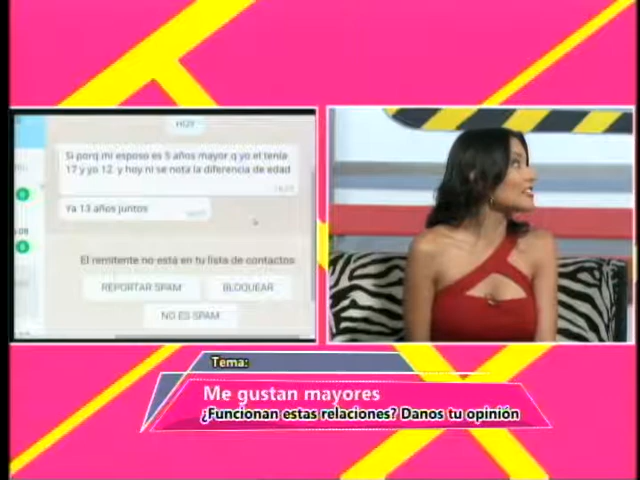 HOY
Si porq mi esposo es 5 años mayor q yo el tenía
17 y yo 12. y hoy ni se nota la diferencia de edad
Ya 13 años juntos
El remitente no está en tu lista de contactos
REPORTAR SPAM
BLOQUEAR
NO ES SPAM
Tema:
Me gustan mayores
¿Funcionan estas relaciones? Danos tu opinión